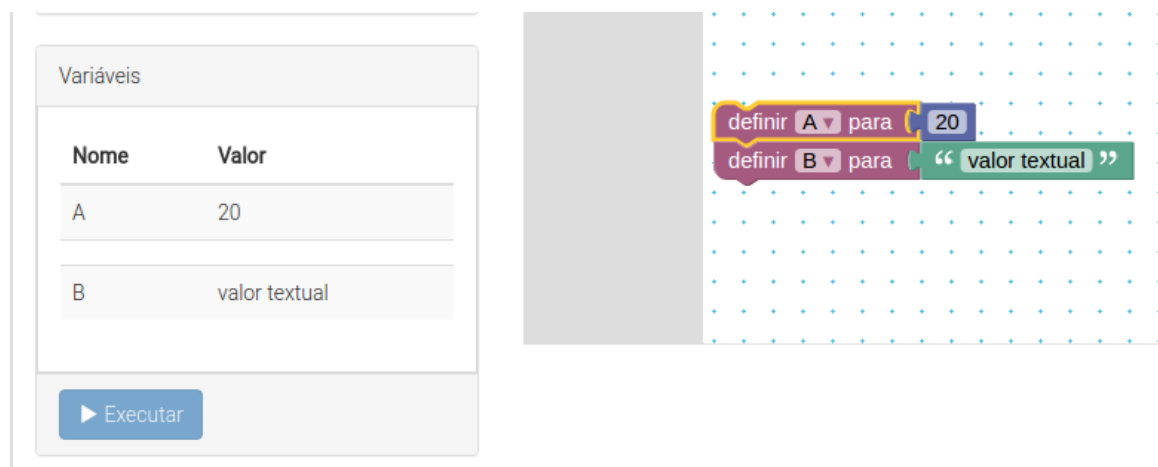 Variáveis
Nome Valor
A 20
B valor textual
Executar
definir A para 20
definir B para “ valor textual ”